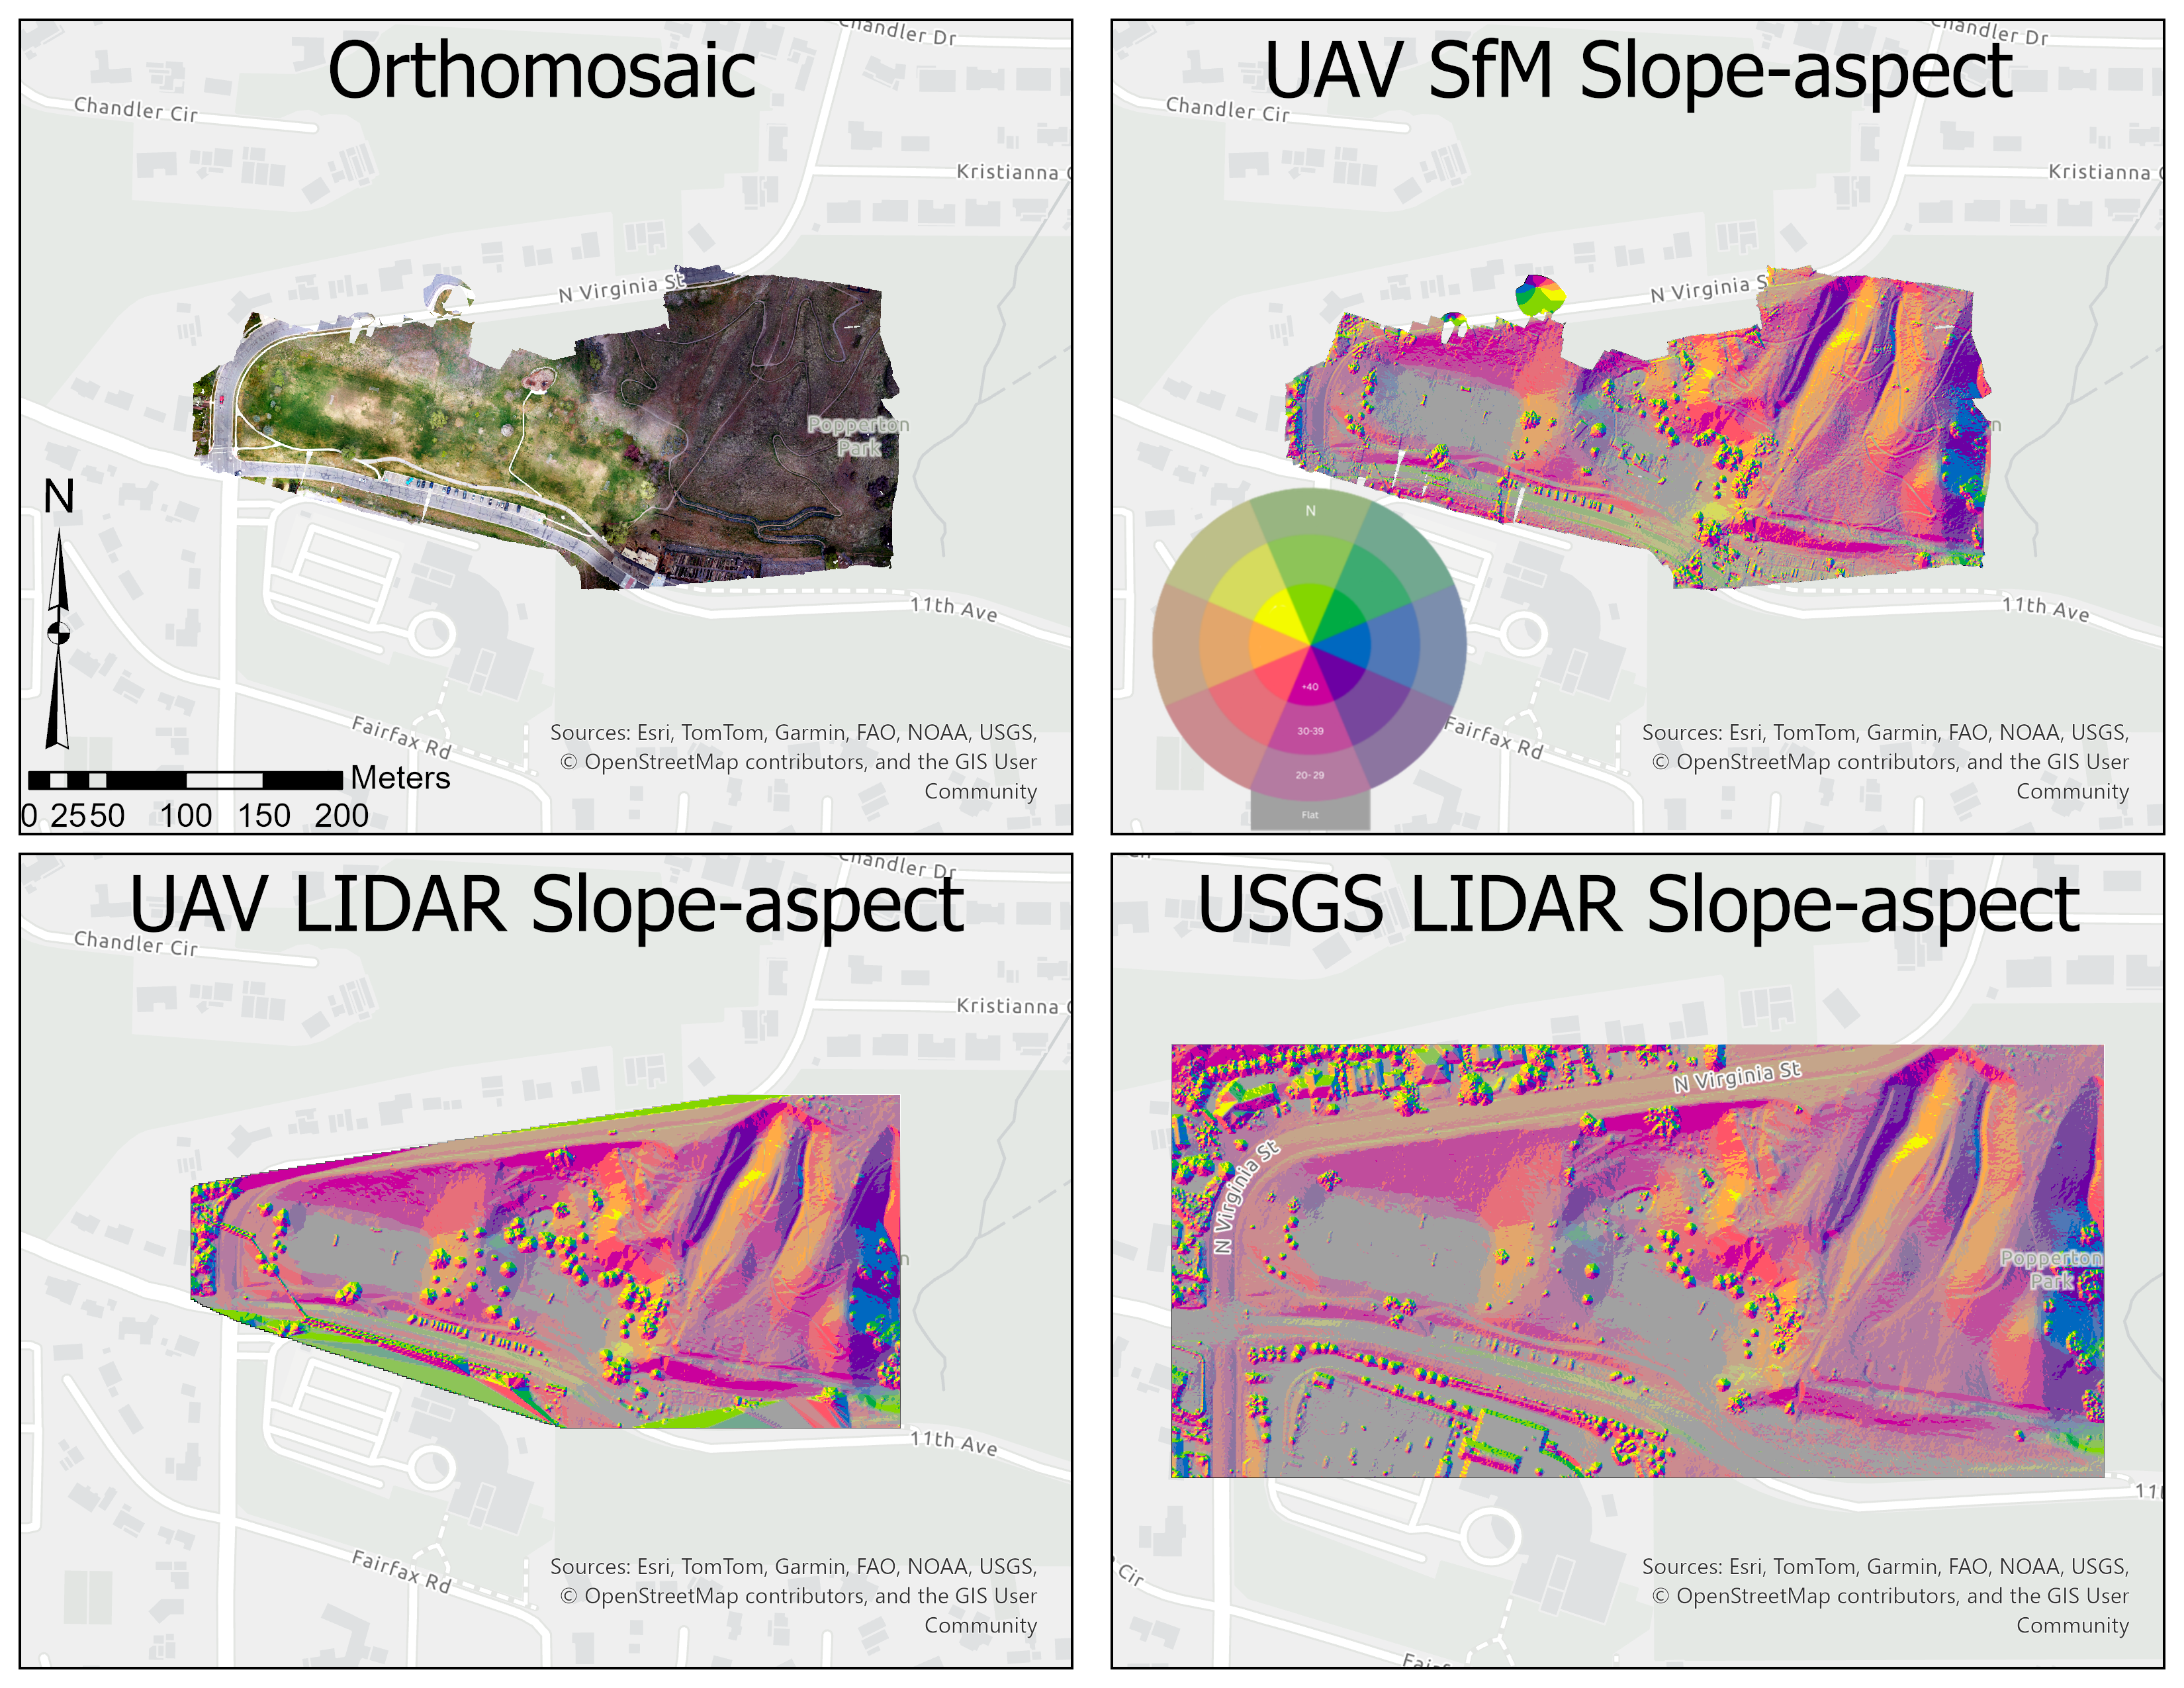 Orthomosaic
Chandler Dr
Chandler Cir
Kristianna
N Virginia St
Popperton
Park
N
11th Ave
Fairfax Rd
Sources: Esri, TomTom, Garmin, FAO, NOAA, USGS,
© OpenStreetMap contributors, and the GIS User
Community
Meters
0 25 50 100 150 200
UAV SfM Slope-aspect
Chandler Dr
Chandler Cir
Kristianna
N Virginia S
n
N
+40
30-39
20-29
Flat
11th Ave
Fairfax Rd
Sources: Esri, TomTom, Garmin, FAO, NOAA, USGS,
© OpenStreetMap contributors, and the GIS User
Community
UAV LIDAR Slope-aspect
Chandler Dr
Chandler Cir
Kristianna
n
11th Ave
Fairfax Rd
Sources: Esri, TomTom, Garmin, FAO, NOAA, USGS,
© OpenStreetMap contributors, and the GIS User
Community
USGS LIDAR Slope-aspect
N Virginia St
N Virginia St
Popperton
Park
11
Cir
Fair
Sources: Esri, TomTom, Garmin, FAO, NOAA, USGS,
© OpenStreetMap contributors, and the GIS User
Community